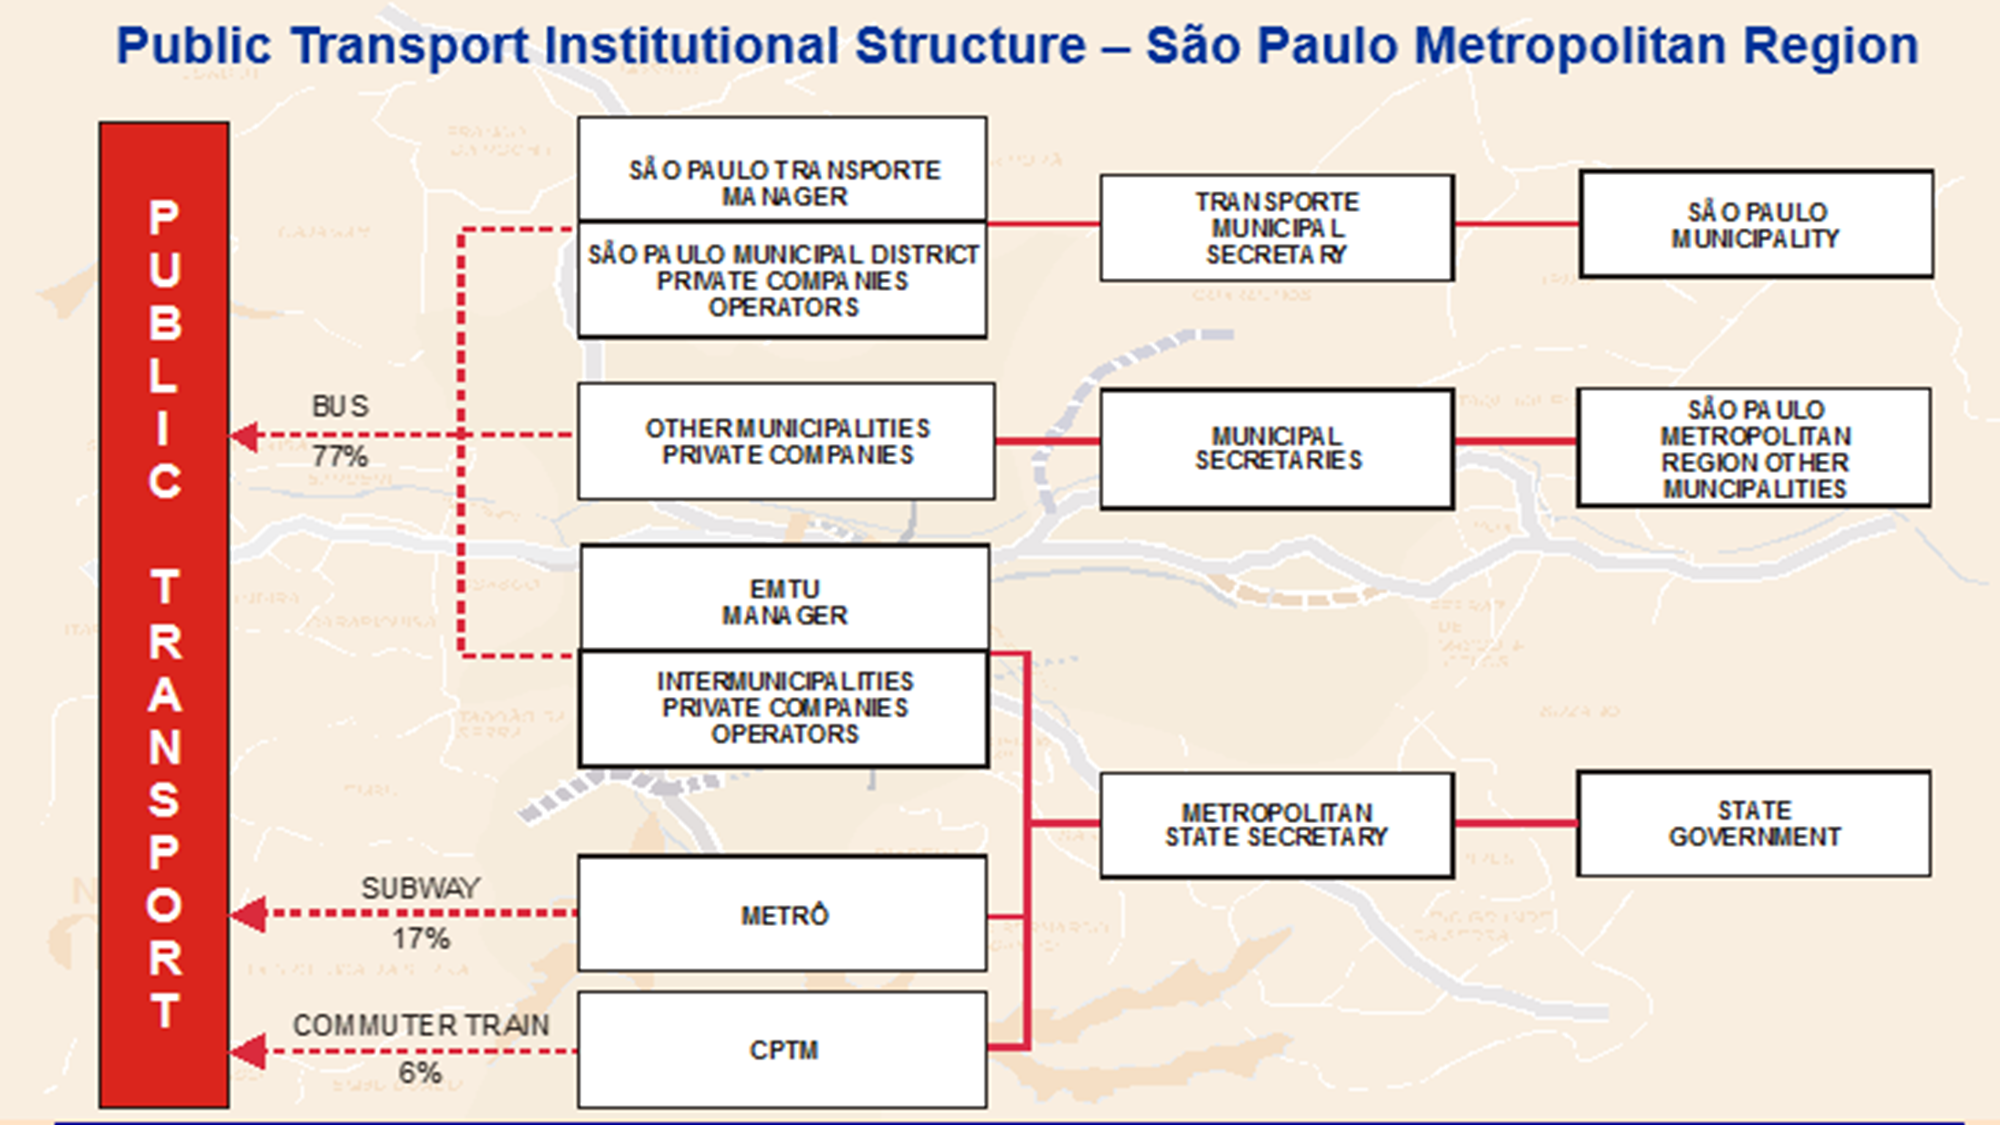 Public Transport Institutional Structure – São Paulo Metropolitan Region
PUBLIC TRANSPORT
SÃO PAULO TRANSPORTE
MANAGER
SÃO PAULO MUNICIPAL DISTRICT
PRIVATE COMPANIES
OPERATORS
TRANSPORTE
MUNICIPAL
SECRETARY
SÃO PAULO
MUNICIPALITY
BUS
77%
OTHER MUNICIPALITIES
PRIVATE COMPANIES
MUNICIPAL
SECRETARIES
SÃO PAULO
METROPOLITAN
REGION OTHER
MUNCIPALITIES
EMTU
MANAGER
INTERMUNICIPALITIES
PRIVATE COMPANIES
OPERATORS
METROPOLITAN
STATE SECRETARY
STATE
GOVERNMENT
SUBWAY
17%
METRÔ
COMMUTER TRAIN
6%
CPTM